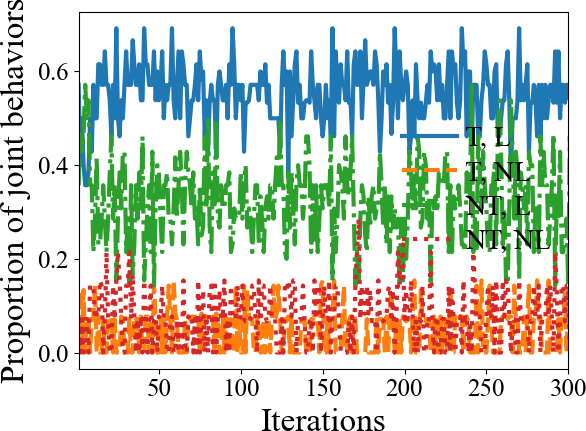 Proportion of joint behaviors
0.6
0.4
0.2
0.0
T, L
T, NL
NT, L
NT, NL
50
100
150
200
250
300
Iterations